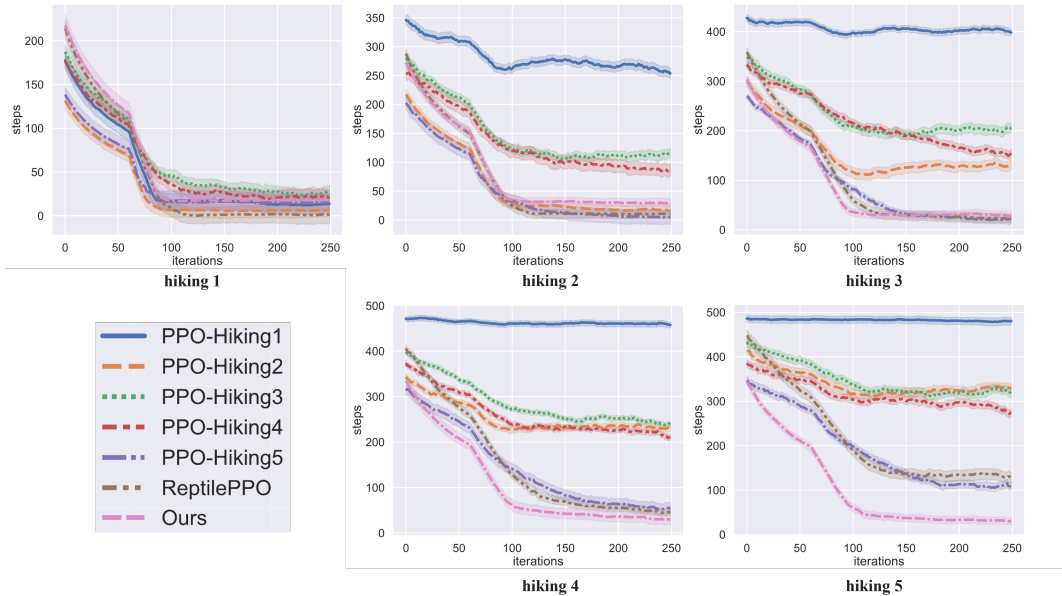 200
150
100
50
0
steps
0 50 100 150 200 250
iterations
hiking 1
350
300
250
200
150
100
50
0
steps
0 50 100 150 200 250
iterations
hiking 2
400
300
200
100
0
steps
0 50 100 150 200 250
iterations
hiking 3
PPO-Hiking1
PPO-Hiking2
PPO-Hiking3
PPO-Hiking4
PPO-Hiking5
ReptilePPO
Ours
500
400
300
200
100
0
steps
0 50 100 150 200 250
iterations
hiking 4
500
400
300
200
100
0
steps
0 50 100 150 200 250
iterations
hiking 5